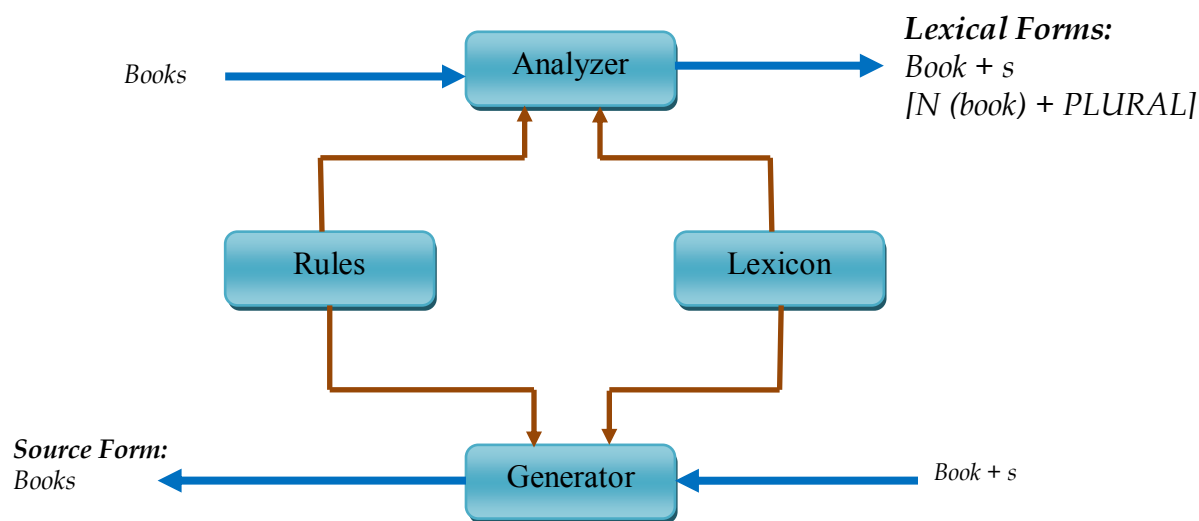 Books
Analyzer
Lexical Forms:
Book + s
[N (book) + PLURAL]
Rules
Lexicon
Source Form:
Books
Generator
Book + s